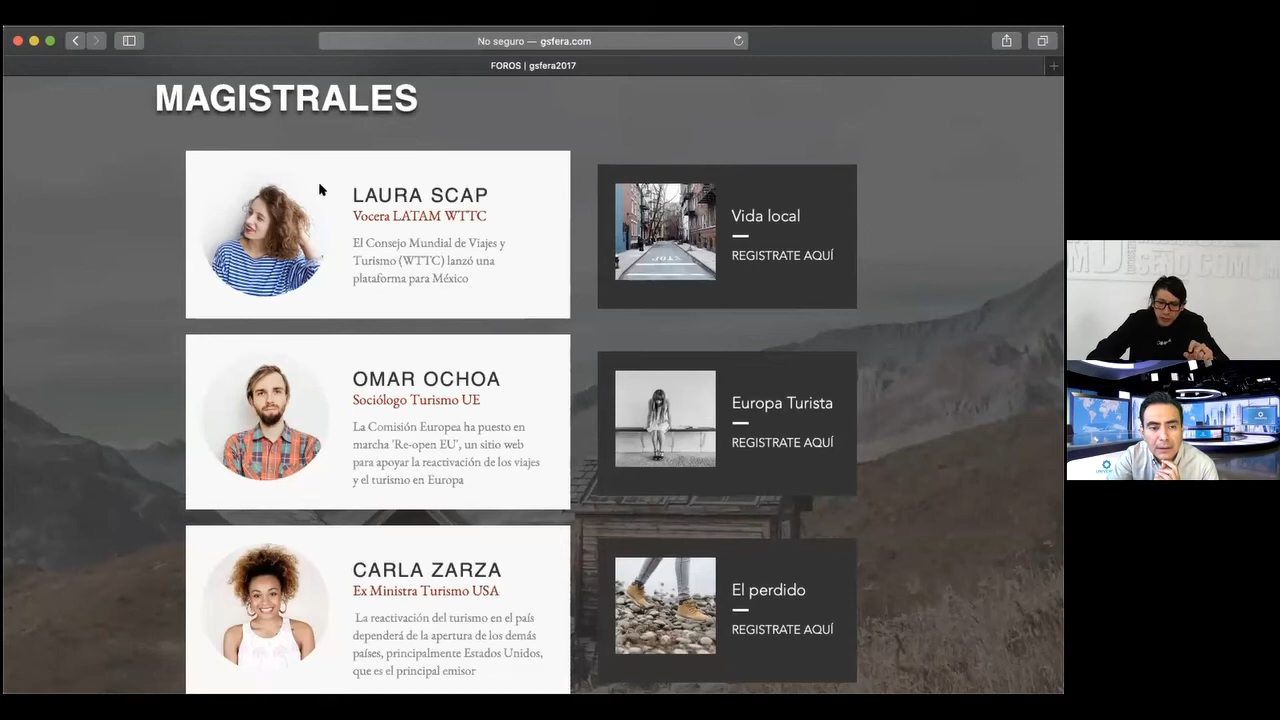 No seguro — gsfera.com
FOROS | gsfera2017
MAGISTRALES
LAURA SCAP
Vocera LATAM WTTC
El Consejo Mundial de Viajes y
Turismo (WTTC) lanzó una
plataforma para México
Vida local
REGISTRATE AQUÍ
OMAR OCHOA
Sociólogo Turismo UE
La Comisión Europea ha puesto en
marcha 'Re-open EU', un sitio web
para apoyar la reactivación de los viajes
y el turismo en Europa
Europa Turista
REGISTRATE AQUÍ
CARLA ZARZA
Ex Ministra Turismo USA
La reactivación del turismo en el país
dependerá de la apertura de los demás
países, principalmente Estados Unidos,
que es el principal emisor
El perdido
REGISTRATE AQUÍ